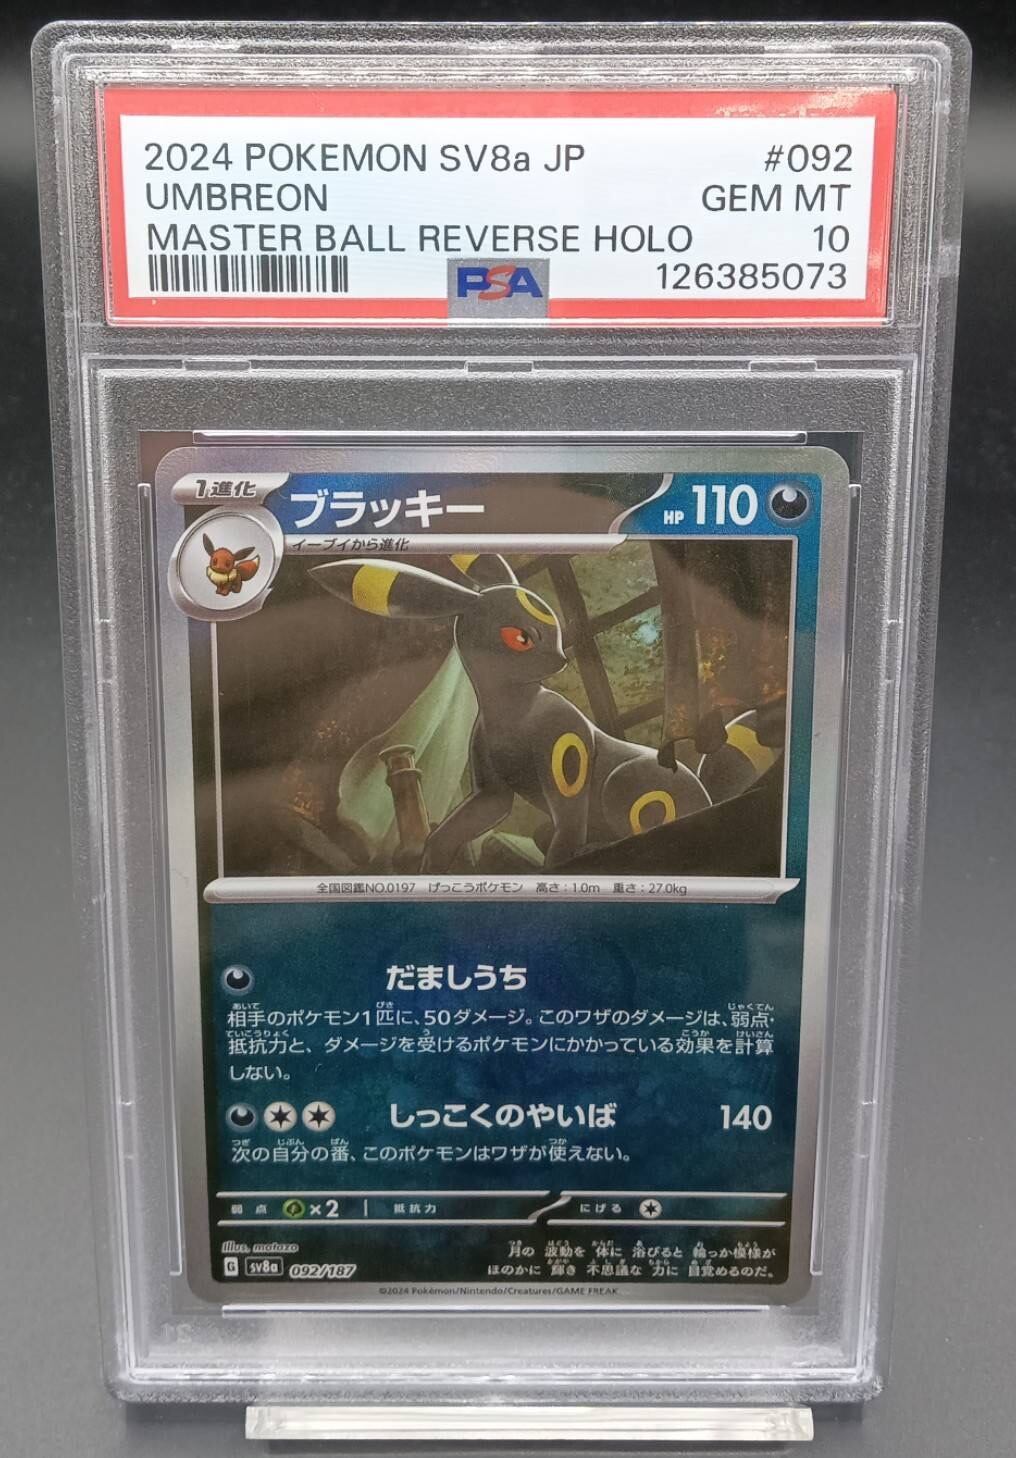 2024 POKEMON SV8a JP #092
UMBREON GEM MT
MASTER BALL REVERSE HOLO 10
PSA 126385073
1進化
ブラッキー HP 110
イーブイから進化
全国図鑑NO.0197 げっこうポケモン 高さ:1.0m 重さ:27.0kg
だましうち
相手のポケモン1匹に、50ダメージ。このワザのダメージは、弱点・
抵抗力と、ダメージを受けるポケモンにかかっている効果を計算
しない。
しっこくのやいば 140
次の自分の番、このポケモンはワザが使えない。
弱点 ×2 抵抗力 にげる
Illus. motazo
月の波動を体に浴びると輪っか模様が
G sv8a 092/187 ほのかに輝き不思議な力に目覚めるのだ。
©2024 Pokémon/Nintendo/Creatures/GAME FREAK